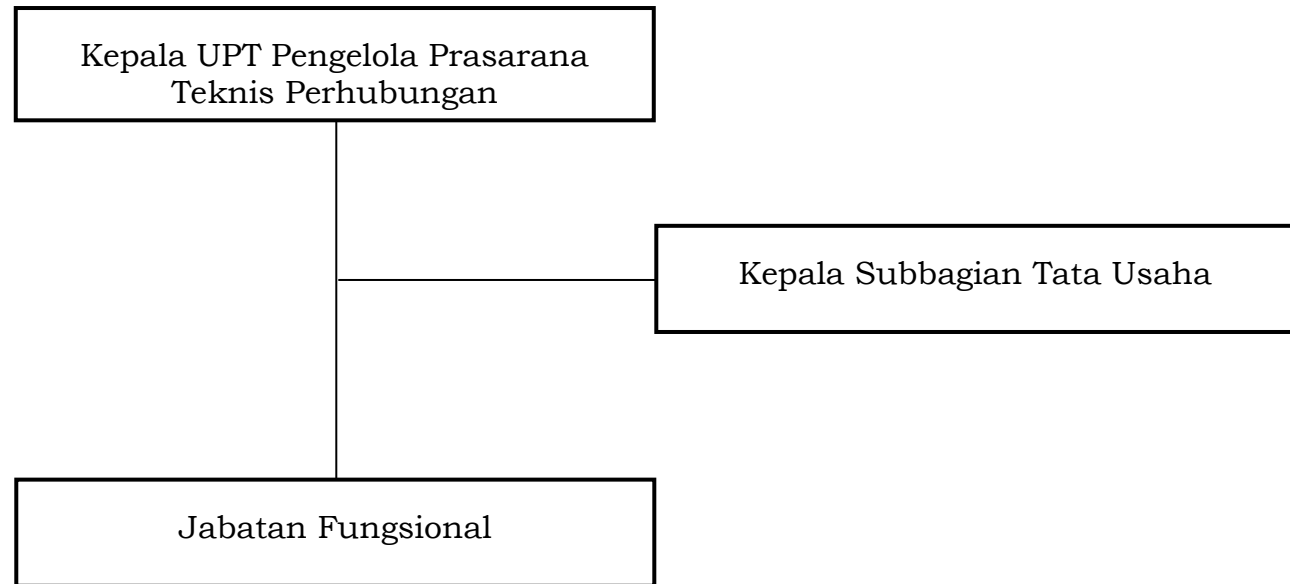 Kepala UPT Pengelola Prasarana
Teknis Perhubungan
Kepala Subbagian Tata Usaha
Jabatan Fungsional